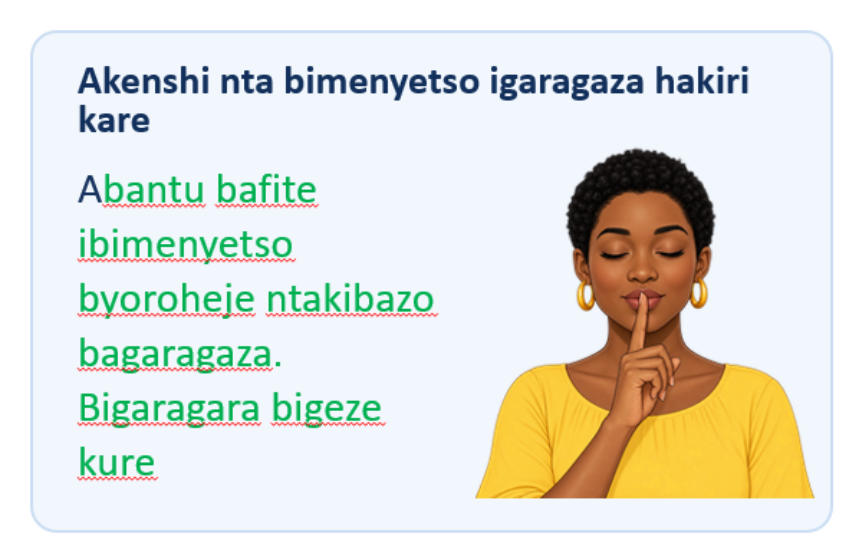 Akenshi nta bimenyetso igaragaza hakiri
kare
Abantu bafite
ibimenyetso
byoroheje ntakibazo
bagaragaza.
Bigaragara bigeze
kure